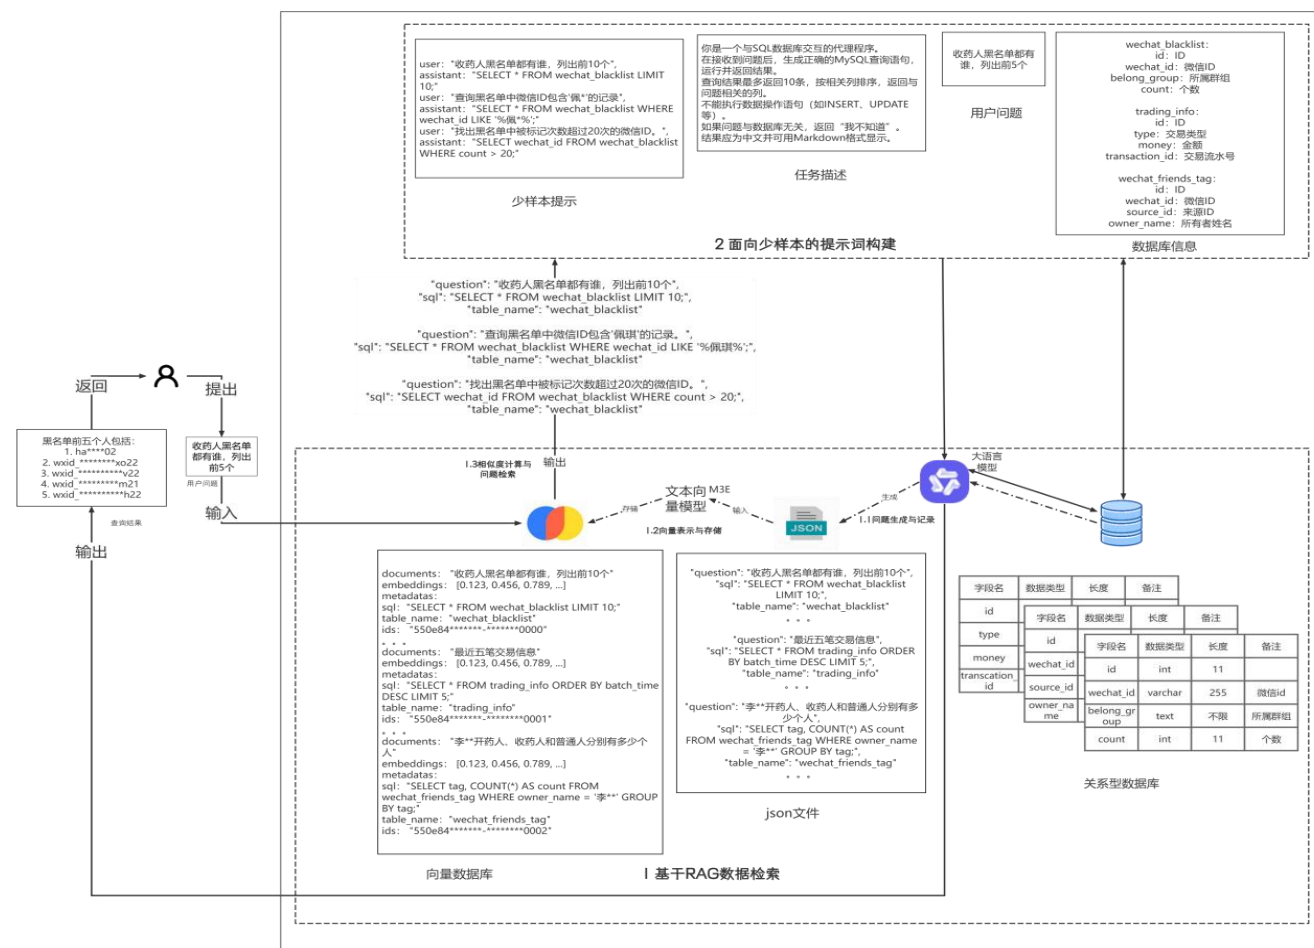 user: "收药人黑名单都有谁，列出前10个"
assistant: "SELECT * FROM wechat_blacklist LIMIT
10;"
user: "查询黑名单中微信ID包含'佩*'的记录",
assistant: "SELECT * FROM wechat_blacklist WHERE
wechat_id LIKE '%佩*%';"
user: "找出黑名单中被标记次数超过20次的微信ID。",
assistant: "SELECT wechat_id FROM wechat_blacklist
WHERE count > 20;"
少样本提示
你是一个与SQL数据库交互的代理程序。
在接收到问题后，生成正确的MySQL查询语句，
运行并返回结果。
查询结果最多返回10条，按相关列排序，返回与
问题相关的列。
不能执行数据操作语句（如INSERT、UPDATE
等）。
如果问题与数据库无关，返回“我不知道”。
结果应为中文并可用Markdown格式显示。
任务描述
收药人黑名单都有
谁，列出前5个
用户问题
wechat_blacklist:
id: ID
wechat_id: 微信ID
belong_group: 所属群组
count: 个数
trading_info:
id: ID
type: 交易类型
money: 金额
transaction_id: 交易流水号
wechat_friends_tag:
id: ID
wechat_id: 微信ID
source_id: 来源ID
owner_name: 所有者姓名
数据库信息
2 面向少样本的提示词构建
"question": "收药人黑名单都有谁，列出前10个",
"sql": "SELECT * FROM wechat_blacklist LIMIT 10;",
"table_name": "wechat_blacklist"
"question": "查询黑名单中微信ID包含'佩琪'的记录。",
"sql": "SELECT * FROM wechat_blacklist WHERE wechat_id LIKE '%佩琪%';",
"table_name": "wechat_blacklist"
"question": "找出黑名单中被标记次数超过20次的微信ID。",
"sql": "SELECT wechat_id FROM wechat_blacklist WHERE count > 20;",
"table_name": "wechat_blacklist"
返回
提出
黑名单前五个人包括:
1. ha****02
2. wxid_********xo22
3. wxid_**********v22
4. wxid_*********m21
5. wxid_**********h22
查询结果
输出
收药人黑名单
都有谁，列出
前5个
用户问题
输入
1.3相似度计算与
问题检索
输出
存储
文本向
量模型
M3E
1.2向量表示与存储
输入
JSON
生成
1.1问题生成与记录
大语言
模型
documents: "收药人黑名单都有谁，列出前10个"
embeddings: [0.123, 0.456, 0.789, ...]
metadatas:
sql: "SELECT * FROM wechat_blacklist LIMIT 10;"
table_name: "wechat_blacklist"
ids: "550e84*******-*******0000"
。。。
documents: "最近五笔交易信息"
embeddings: [0.123, 0.456, 0.789, ...]
metadatas:
sql: "SELECT * FROM trading_info ORDER BY batch_time
DESC LIMIT 5;"
table_name: "trading_info"
ids: "550e84*******-********0001"
。。。
documents: "李**开药人、收药人和普通人分别有多少个
人"
embeddings: [0.123, 0.456, 0.789, ...]
metadatas:
sql: "SELECT tag, COUNT(*) AS count FROM
wechat_friends_tag WHERE owner_name = '李**' GROUP
BY tag;"
table_name: "wechat_friends_tag"
ids: "550e84*******-********0002"
向量数据库
"question": "收药人黑名单都有谁，列出前10个",
"sql": "SELECT * FROM wechat_blacklist
LIMIT 10;",
"table_name": "wechat_blacklist"
。。。
"question": "最近五笔交易信息",
"sql": "SELECT * FROM trading_info ORDER
BY batch_time DESC LIMIT 5;",
"table_name": "trading_info"
。。。
"question": "李**开药人、收药人和普通人分别有多
少个人",
"sql": "SELECT tag, COUNT(*) AS count
FROM wechat_friends_tag WHERE owner_name
= '李**' GROUP BY tag;",
"table_name": "wechat_friends_tag"
。。。
json文件
字段名 数据类型 长度 备注
id
type
money
transcation_
id
字段名 数据类型 长度 备注
id
wechat_id
source_id
owner_na
me
字段名 数据类型 长度 备注
id int 11
wechat_id varchar 255 微信id
belong_gr
oup text 不限 所属群组
count int 11 个数
关系型数据库
1 基于RAG数据检索